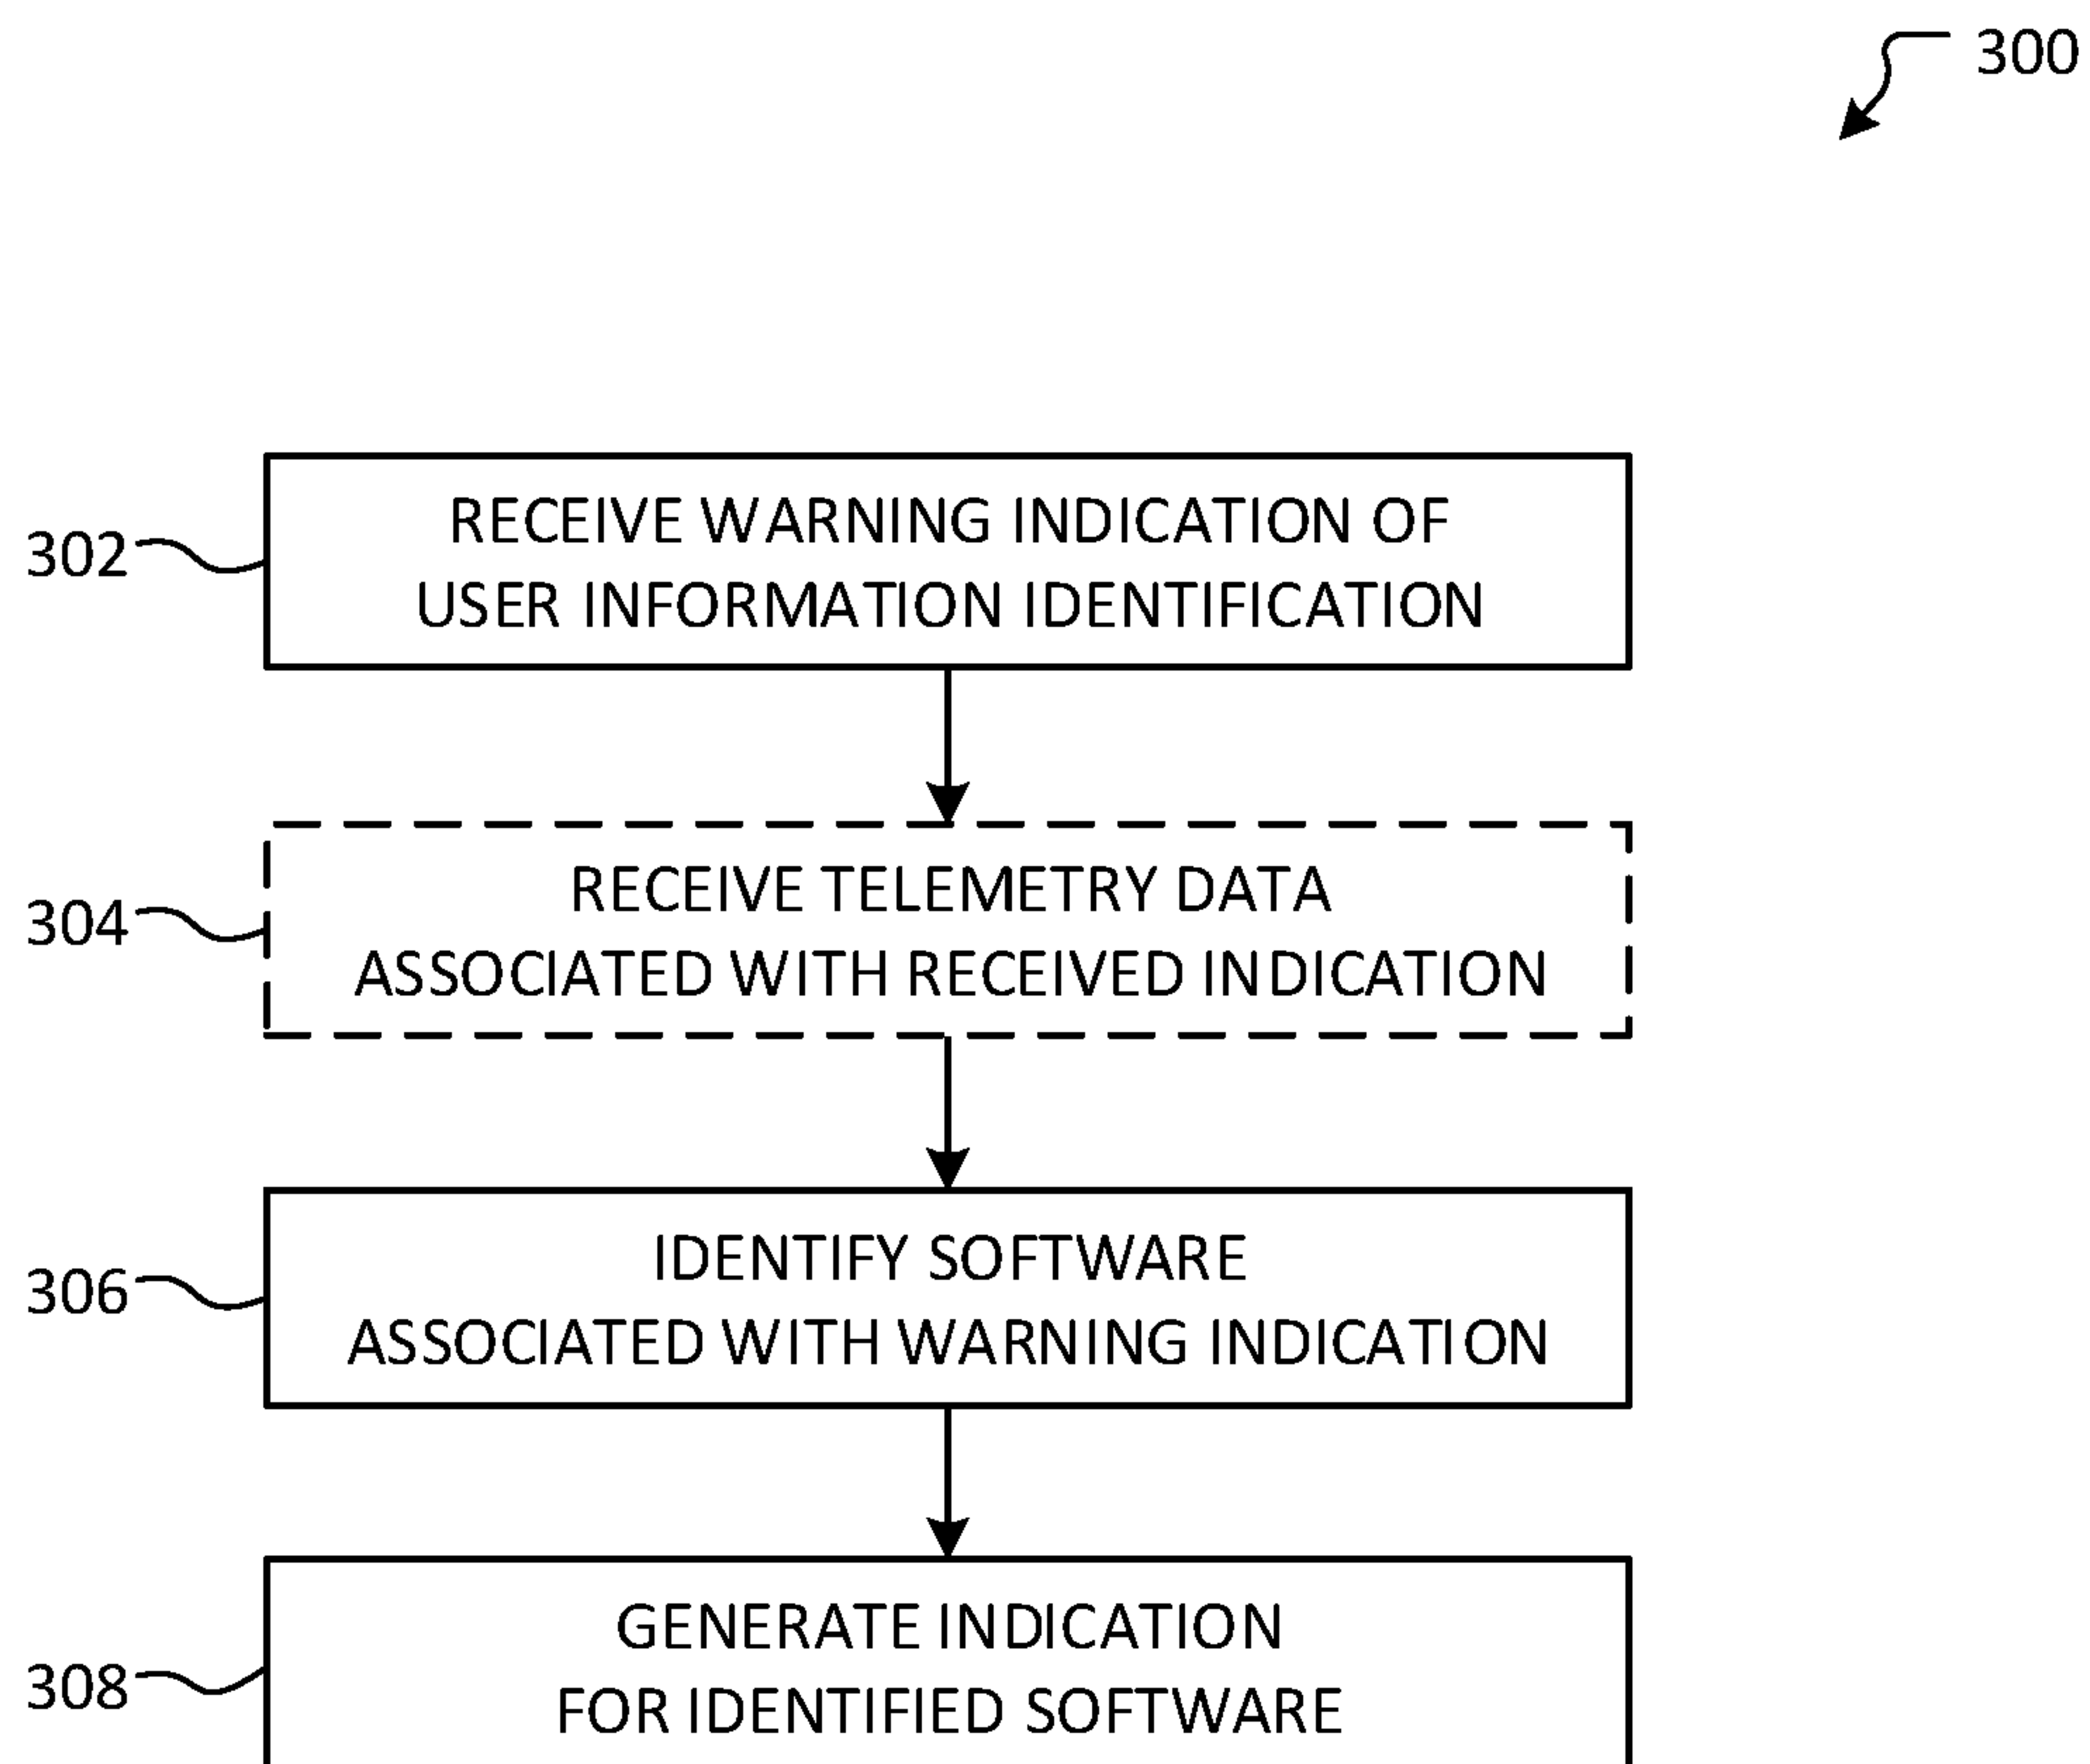 300
302
RECEIVE WARNING INDICATION OF
USER INFORMATION IDENTIFICATION
304
RECEIVE TELEMETRY DATA
ASSOCIATED WITH RECEIVED INDICATION
306
IDENTIFY SOFTWARE
ASSOCIATED WITH WARNING INDICATION
308
GENERATE INDICATION
FOR IDENTIFIED SOFTWARE